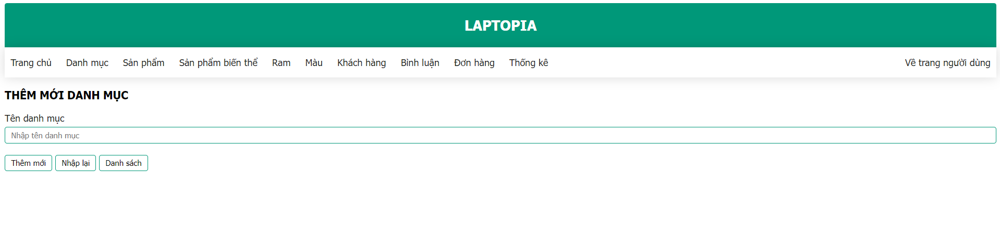 LAPTOPIA
Trang chủ Danh mục Sản phẩm Sản phẩm biến thể Ram Màu Khách hàng Bình luận Đơn hàng Thống kê Về trang người dùng
THÊM MỚI DANH MỤC
Tên danh mục
Nhập tên danh mục
Thêm mới Nhập lại Danh sách